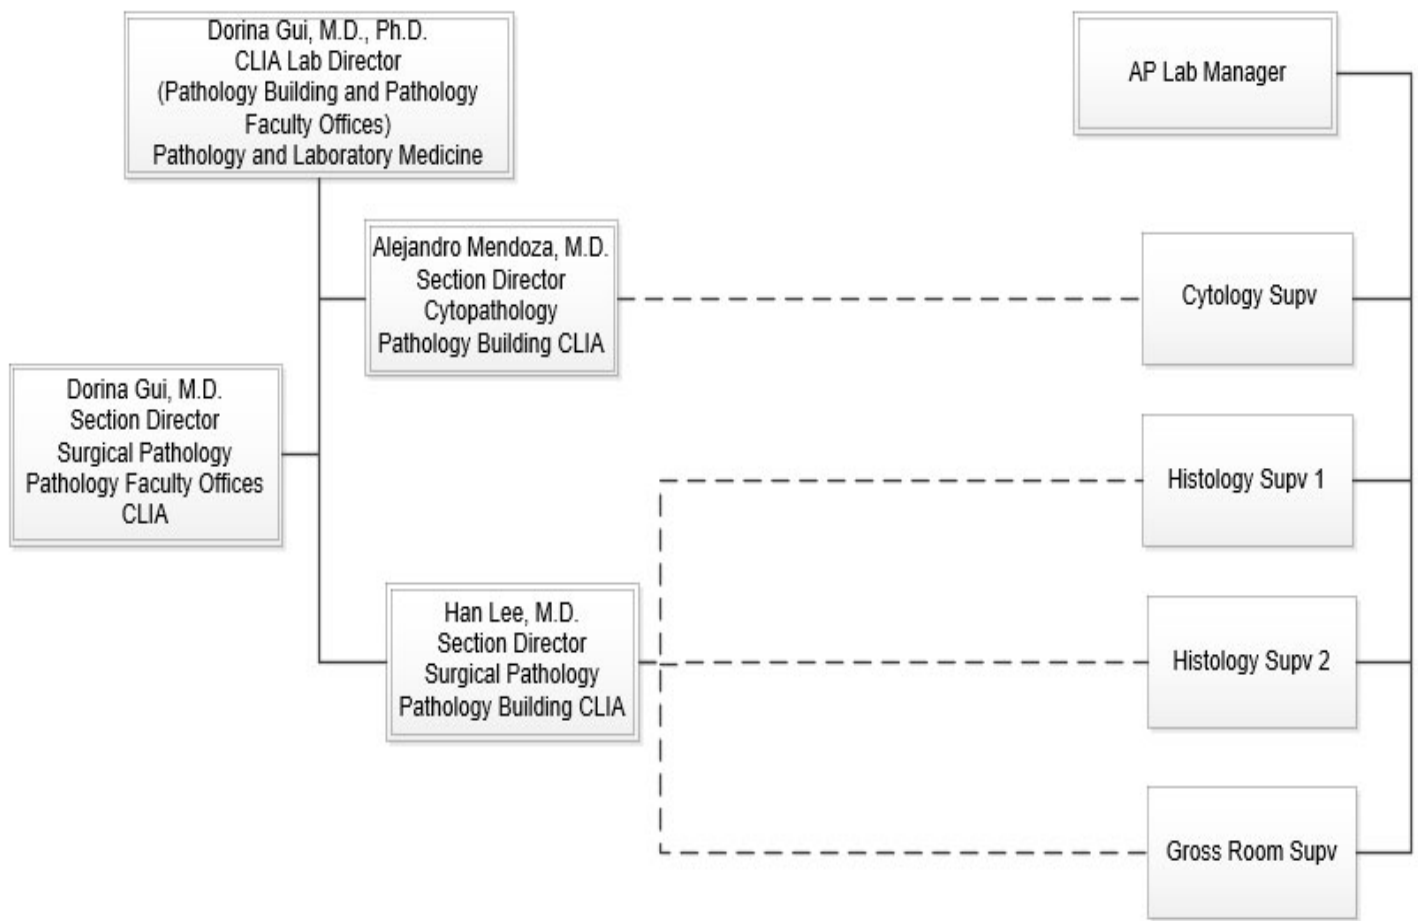 Dorina Gui, M.D., Ph.D.
CLIA Lab Director
(Pathology Building and Pathology
Faculty Offices)
Pathology and Laboratory Medicine
AP Lab Manager
Alejandro Mendoza, M.D.
Section Director
Cytopathology
Pathology Building CLIA
Cytology Supv
Dorina Gui, M.D.
Section Director
Surgical Pathology
Pathology Faculty Offices
CLIA
Histology Supv 1
Han Lee, M.D.
Section Director
Surgical Pathology
Pathology Building CLIA
Histology Supv 2
Gross Room Supv